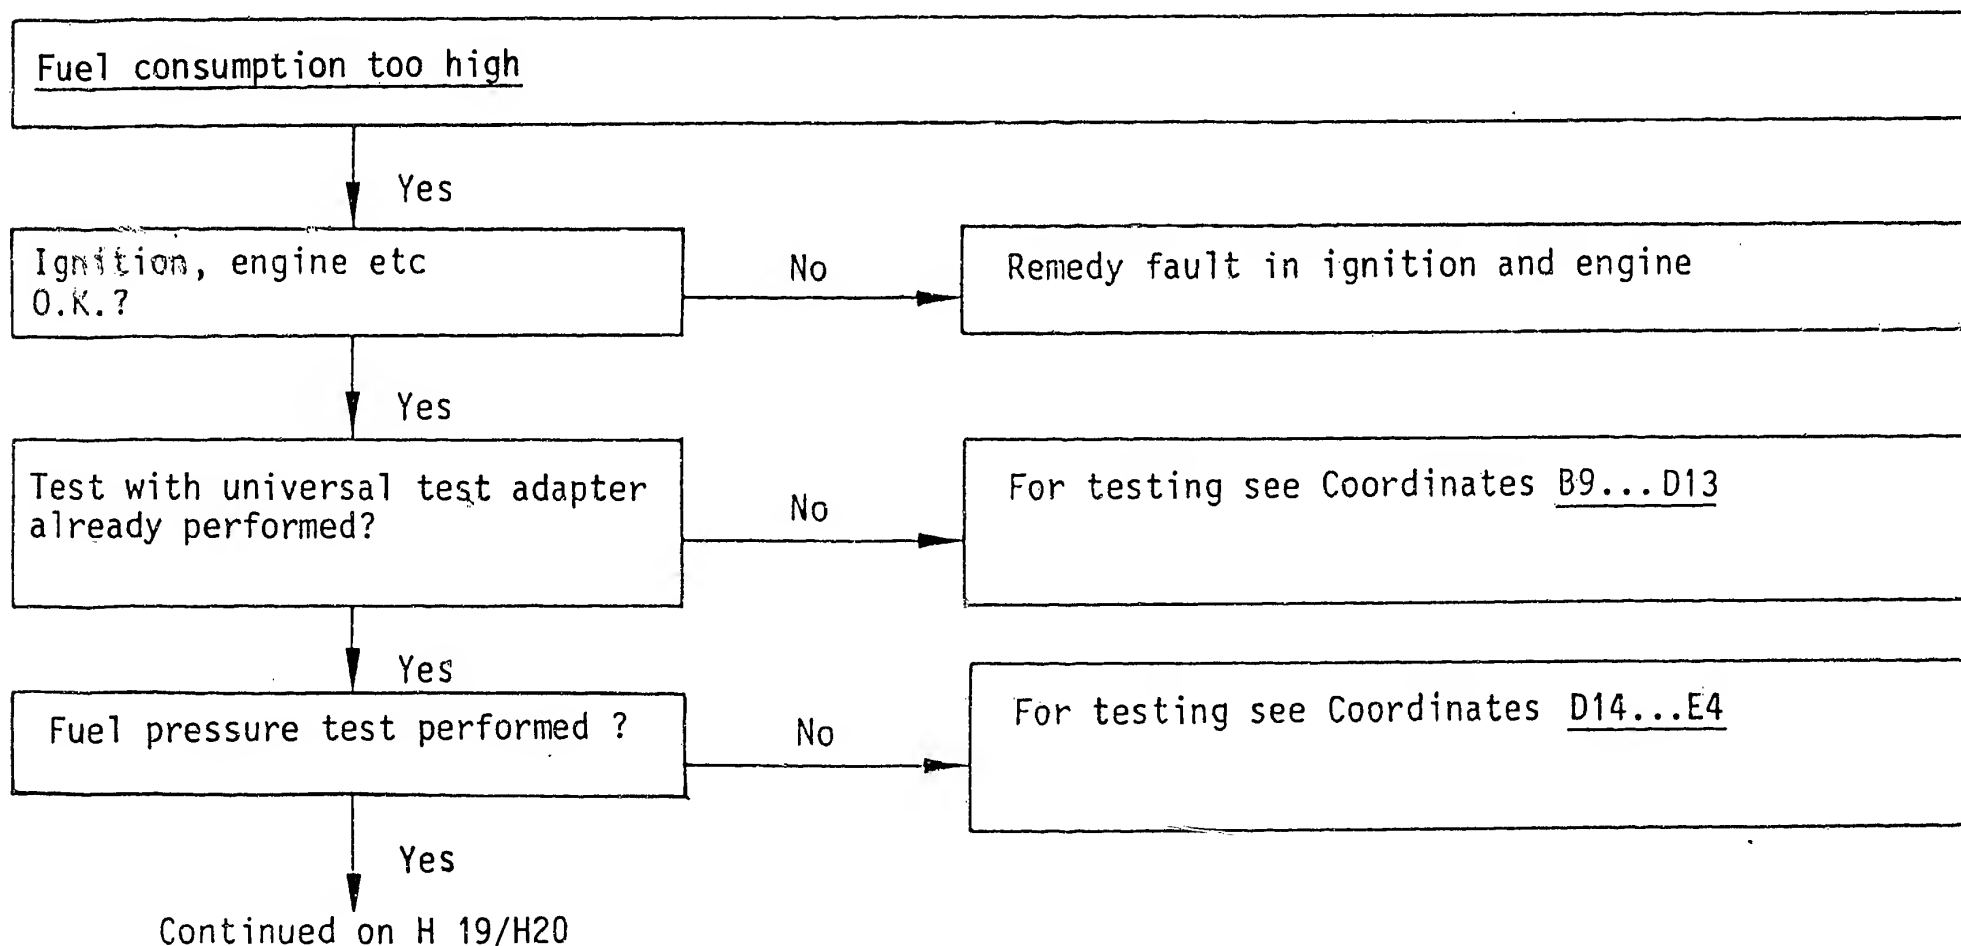 Fuel consumption too high
Yes
Ignition, engine etc
O.K.?
No
Remedy fault in ignition and engine
Yes
Test with universal test adapter
already performed?
No
For testing see Coordinates B9...D13
Yes
Fuel pressure test performed ?
No
For testing see Coordinates D14...E4
Yes
Continued on H 19/H20